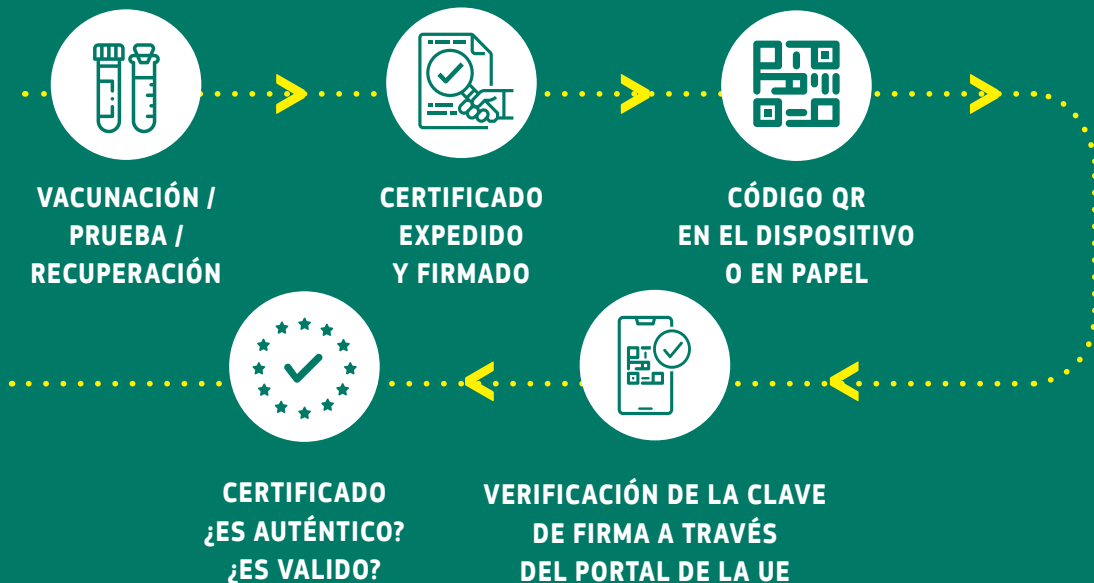 VACUNACIÓN /
PRUEBA /
RECUPERACIÓN
CERTIFICADO
EXPEDIDO
Y FIRMADO
CÓDIGO QR
EN EL DISPOSITIVO
O EN PAPEL
VERIFICACIÓN DE LA CLAVE
DE FIRMA A TRAVÉS
DEL PORTAL DE LA UE
CERTIFICADO
¿ES AUTÉNTICO?
¿ES VALIDO?